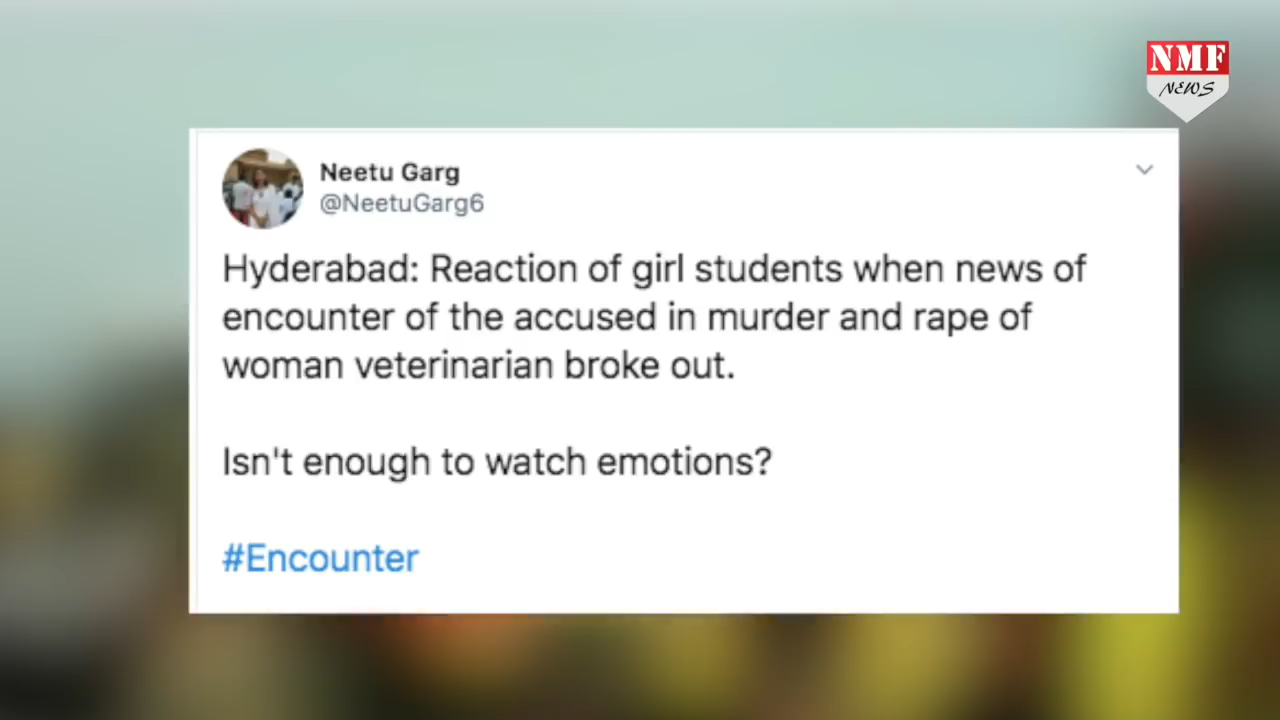 NMF
NEWS
Neetu Garg
@NeetuGarg6
Hyderabad: Reaction of girl students when news of
encounter of the accused in murder and rape of
woman veterinarian broke out.
Isn't enough to watch emotions?
#Encounter